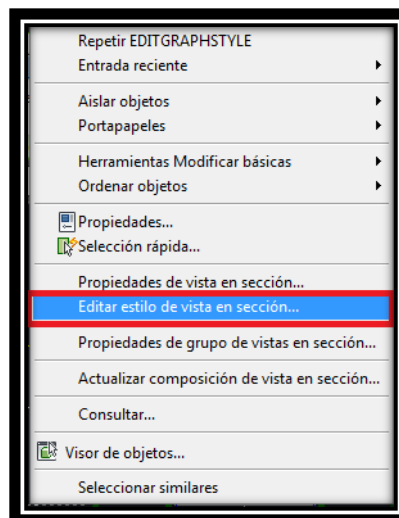 Repetir EDITGRAPHSTYLE
Entrada reciente
Aislar objetos
Portapapeles
Herramientas Modificar básicas
Ordenar objetos
Propiedades...
Selección rápida...
Propiedades de vista en sección...
Editar estilo de vista en sección...
Propiedades de grupo de vistas en sección...
Actualizar composición de vista en sección...
Consultar...
Visor de objetos...
Seleccionar similares